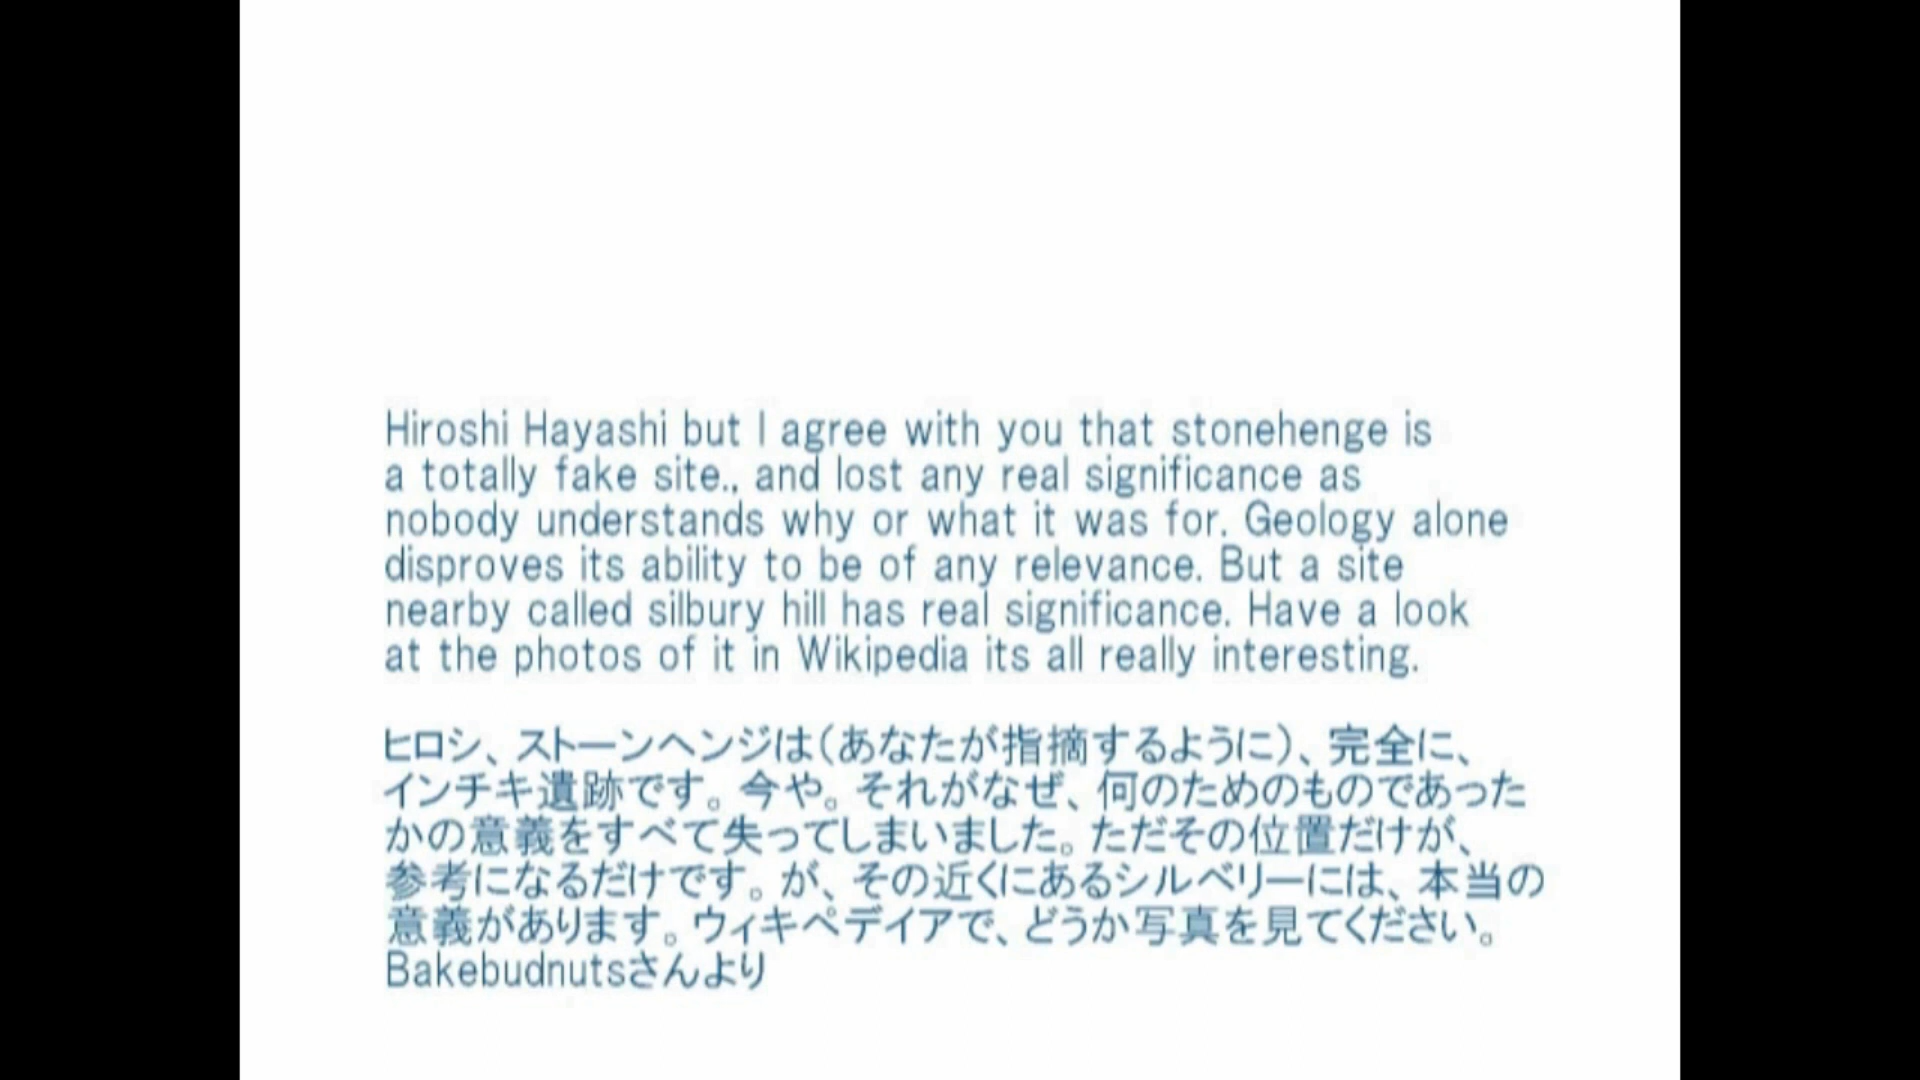 Hiroshi Hayashi but I agree with you that stonehenge is
a totally fake site., and lost any real significance as
nobody understands why or what it was for. Geology alone
disproves its ability to be of any relevance. But a site
nearby called silbury hill has real significance. Have a look
at the photos of it in Wikipedia its all really interesting.
ヒロシ、ストーンヘンジは（あなたが指摘するように）、完全に、
インチキ遺跡です。今や。それがなぜ、何のためのものであった
かの意義をすべて失ってしまいました。ただその位置だけが、
参考になるだけです。が、その近くにあるシルベリーには、本当の
意義があります。ウィキペデイアで、どうか写真を見てください。
Bakebudnutsさんより